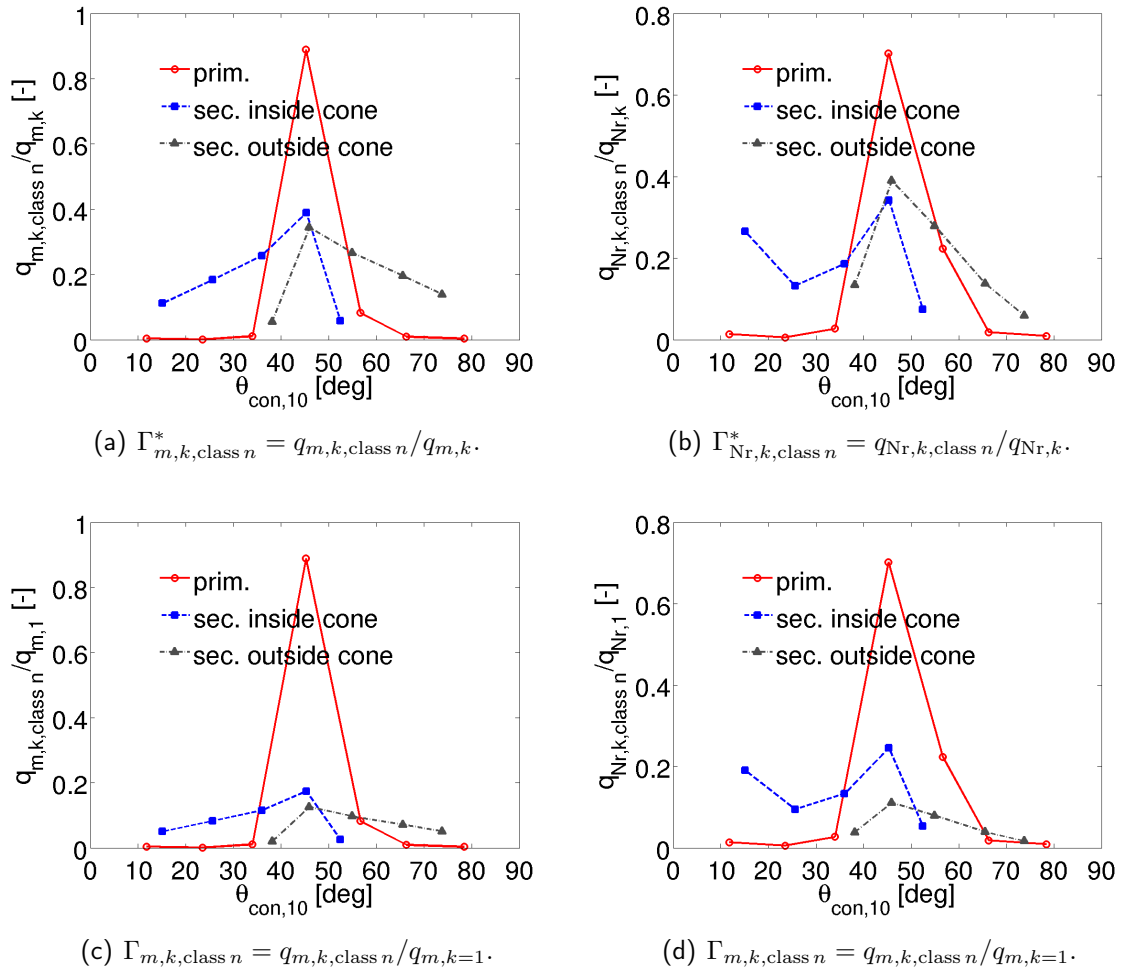 1
0.8
0.6
0.4
0.2
0
q_{m,k,class n}/q_{m,k} [-]
prim.
sec. inside cone
sec. outside cone
0 10 20 30 40 50 60 70 80 90
θ_{con,10} [deg]
(a) Γ^*_{m,k,class n} = q_{m,k,class n}/q_{m,k}.
0.8
0.6
0.4
0.2
0
q_{Nr,k,class n}/q_{Nr,k} [-]
prim.
sec. inside cone
sec. outside cone
0 10 20 30 40 50 60 70 80 90
θ_{con,10} [deg]
(b) Γ^*_{Nr,k,class n} = q_{Nr,k,class n}/q_{Nr,k}.
1
0.8
0.6
0.4
0.2
0
q_{m,k,class n}/q_{m,1} [-]
prim.
sec. inside cone
sec. outside cone
0 10 20 30 40 50 60 70 80 90
θ_{con,10} [deg]
(c) Γ_{m,k,class n} = q_{m,k,class n}/q_{m,k=1}.
0.8
0.6
0.4
0.2
0
q_{Nr,k,class n}/q_{Nr,1} [-]
prim.
sec. inside cone
sec. outside cone
0 10 20 30 40 50 60 70 80 90
θ_{con,10} [deg]
(d) Γ_{m,k,class n} = q_{m,k,class n}/q_{m,k=1}.